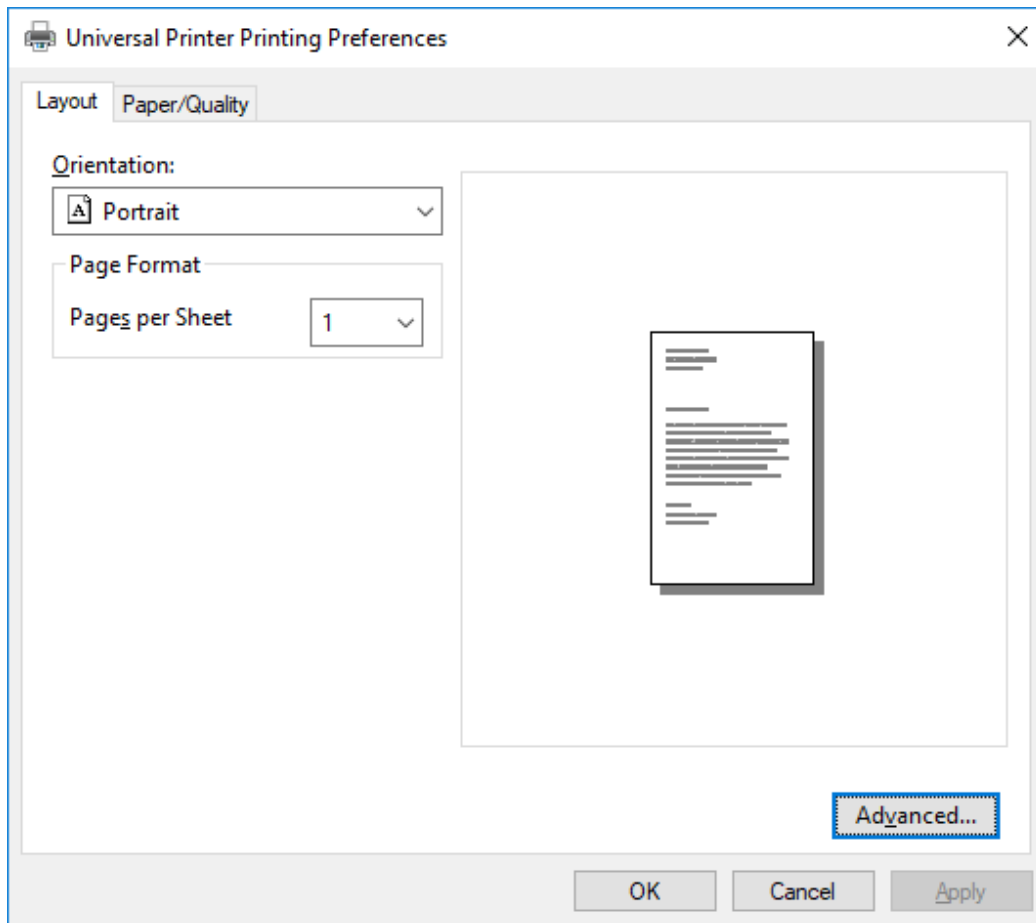 Universal Printer Printing Preferences
Layout
Paper/Quality
Orientation:
A Portrait
Page Format
Pages per Sheet
1
Advanced...
OK
Cancel
Apply